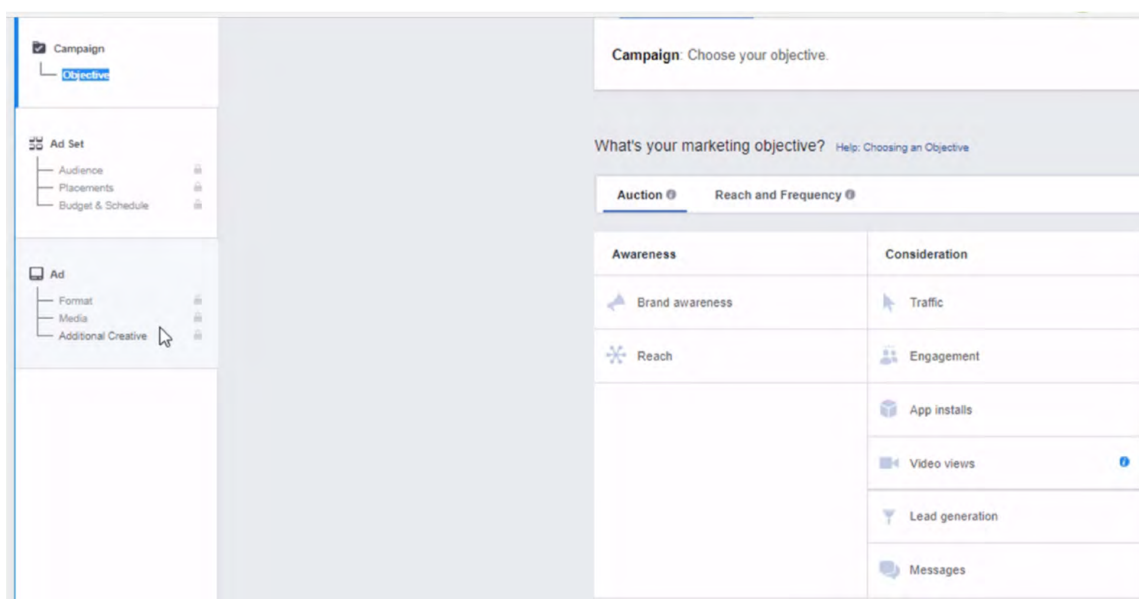 Campaign
Objective
Ad Set
Audience
Placements
Budget & Schedule
Ad
Format
Media
Additional Creative
Campaign: Choose your objective.
What's your marketing objective? Help: Choosing an Objective
Auction Reach and Frequency
Awareness
Brand awareness
Reach
Consideration
Traffic
Engagement
App installs
Video views
Lead generation
Messages